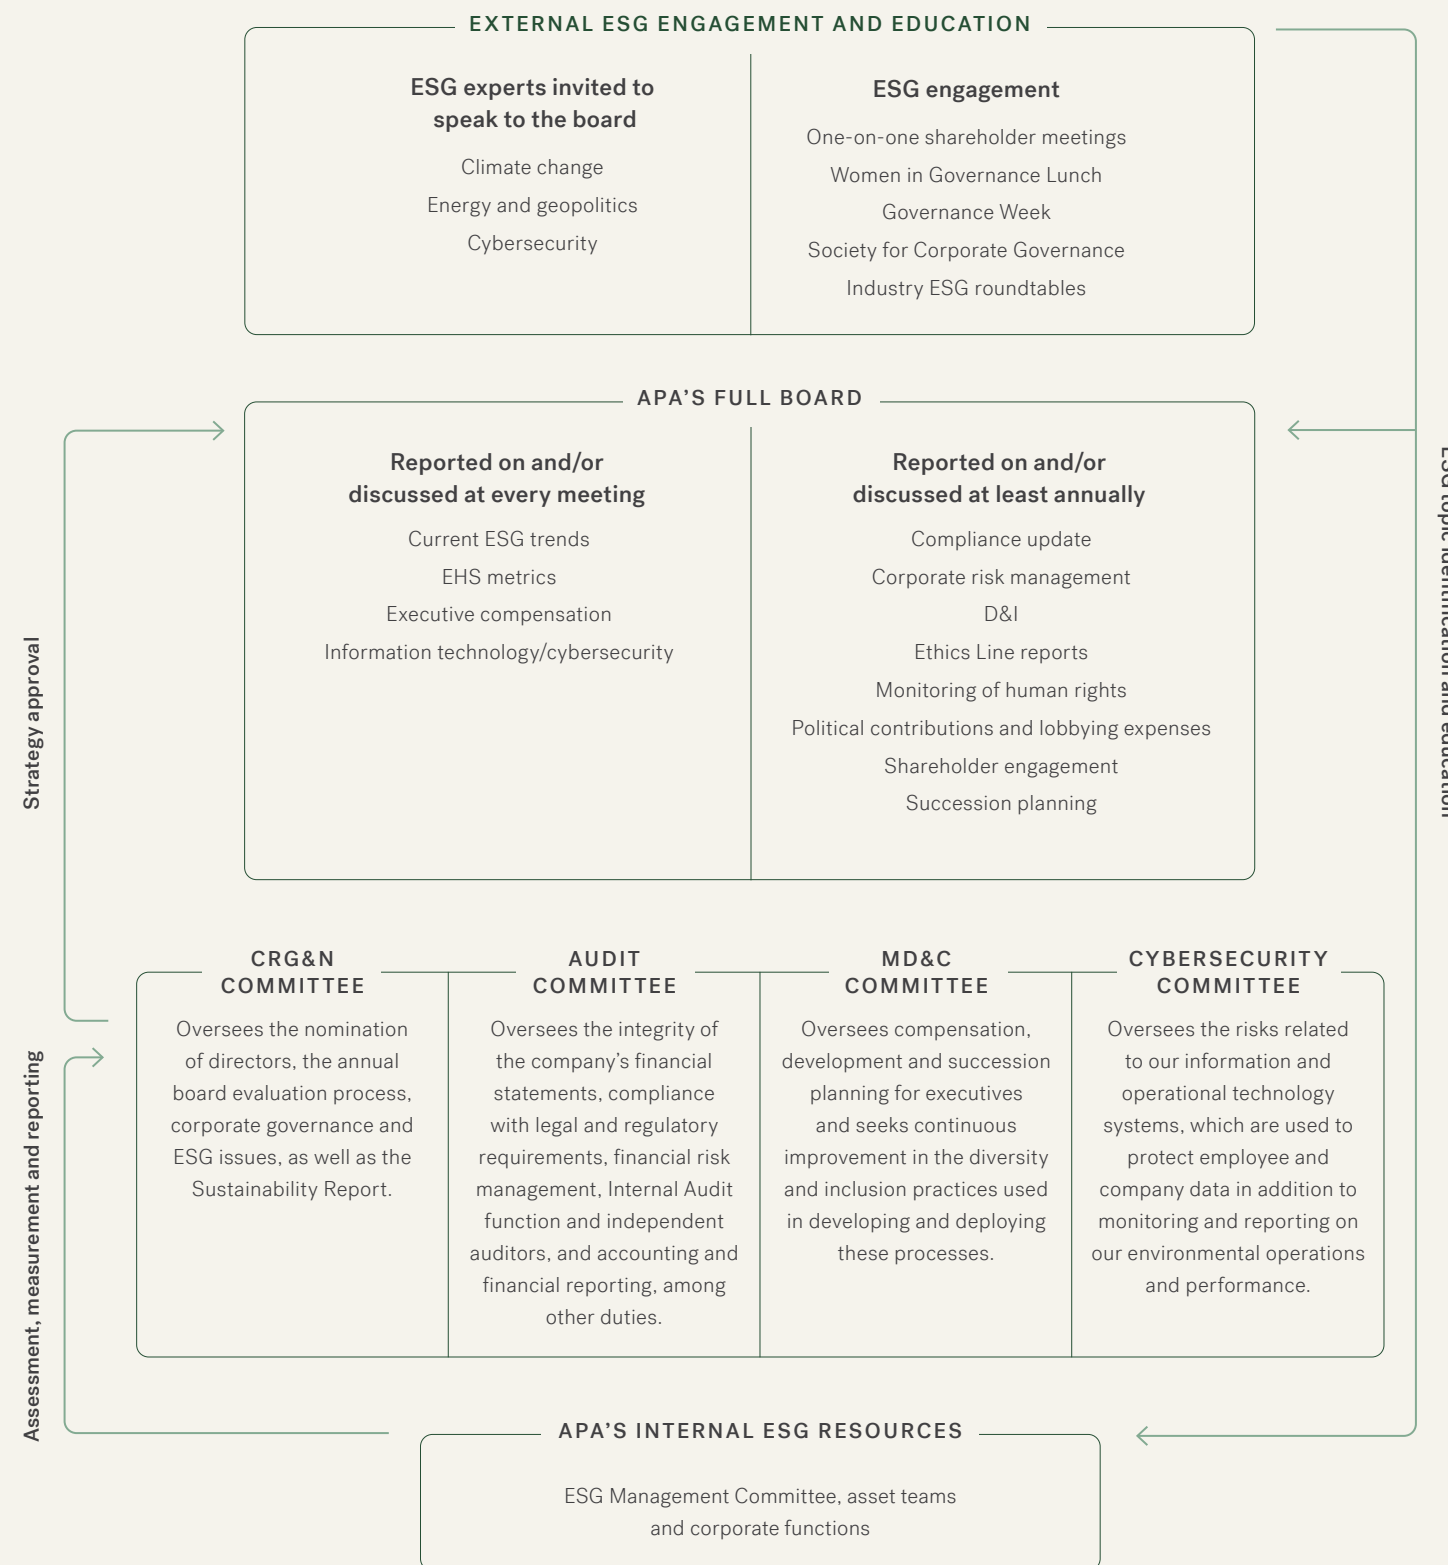 EXTERNAL ESG ENGAGEMENT AND EDUCATION
ESG experts invited to
speak to the board
Climate change
Energy and geopolitics
Cybersecurity
ESG engagement
One-on-one shareholder meetings
Women in Governance Lunch
Governance Week
Society for Corporate Governance
Industry ESG roundtables
APA’S FULL BOARD
Reported on and/or
discussed at every meeting
Current ESG trends
EHS metrics
Executive compensation
Information technology/cybersecurity
Reported on and/or
discussed at least annually
Compliance update
Corporate risk management
D&I
Ethics Line reports
Monitoring of human rights
Political contributions and lobbying expenses
Shareholder engagement
Succession planning
Strategy approval
ESG topic identification and education
CRG&N
COMMITTEE
Oversees the nomination
of directors, the annual
board evaluation process,
corporate governance and
ESG issues, as well as the
Sustainability Report.
AUDIT
COMMITTEE
Oversees the integrity of
the company’s financial
statements, compliance
with legal and regulatory
requirements, financial risk
management, Internal Audit
function and independent
auditors, and accounting and
financial reporting, among
other duties.
MD&C
COMMITTEE
Oversees compensation,
development and succession
planning for executives
and seeks continuous
improvement in the diversity
and inclusion practices used
in developing and deploying
these processes.
CYBERSECURITY
COMMITTEE
Oversees the risks related
to our information and
operational technology
systems, which are used to
protect employee and
company data in addition to
monitoring and reporting on
our environmental operations
and performance.
Assessment, measurement and reporting
APA’S INTERNAL ESG RESOURCES
ESG Management Committee, asset teams
and corporate functions